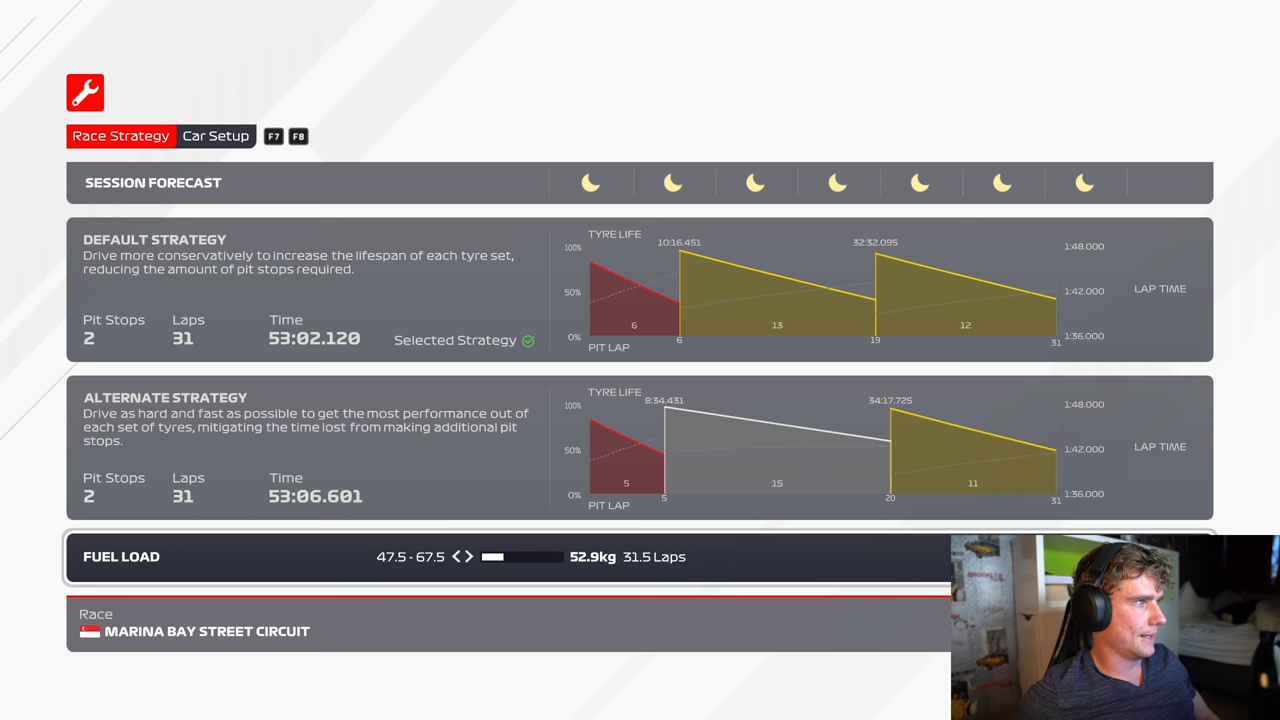 Race Strategy Car Setup F7 F8
SESSION FORECAST
DEFAULT STRATEGY
Drive more conservatively to increase the lifespan of each tyre set,
reducing the amount of pit stops required.
Pit Stops Laps Time
2 31 53:02.120 Selected Strategy
TYRE LIFE
10:16.451 32:32.095
100%
50%
0%
6 13 12
PIT LAP 6 19 31
1:48.000
1:42.000 LAP TIME
1:36.000
ALTERNATE STRATEGY
Drive as hard and fast as possible to get the most performance out of
each set of tyres, mitigating the time lost from making additional pit
stops.
Pit Stops Laps Time
2 31 53:06.601
TYRE LIFE
8:34.431 34:17.725
100%
50%
0%
5 15 11
PIT LAP 5 20 31
1:48.000
1:42.000 LAP TIME
1:36.000
FUEL LOAD 47.5 - 67.5 52.9kg 31.5 Laps
Race
MARINA BAY STREET CIRCUIT